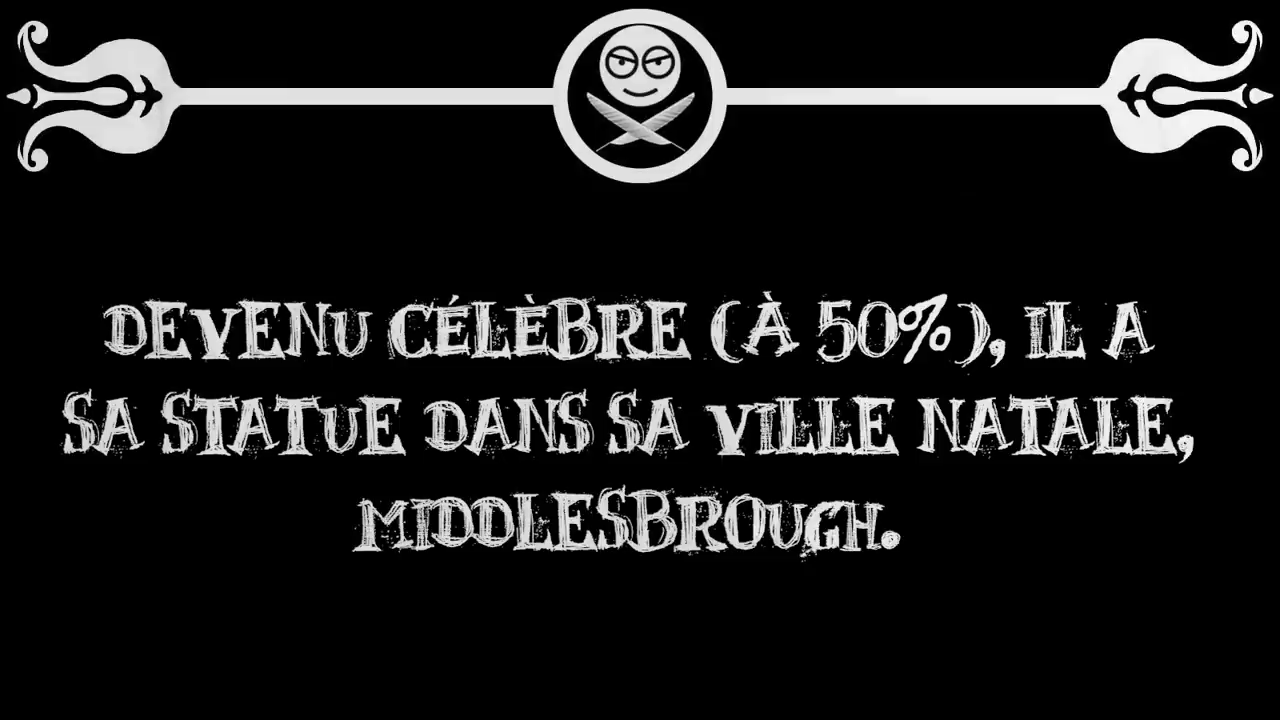 DEVENU CÉLÈBRE (À 50%), IL A
SA STATUE DANS SA VILLE NATALE,
MIDDLESBROUGH.